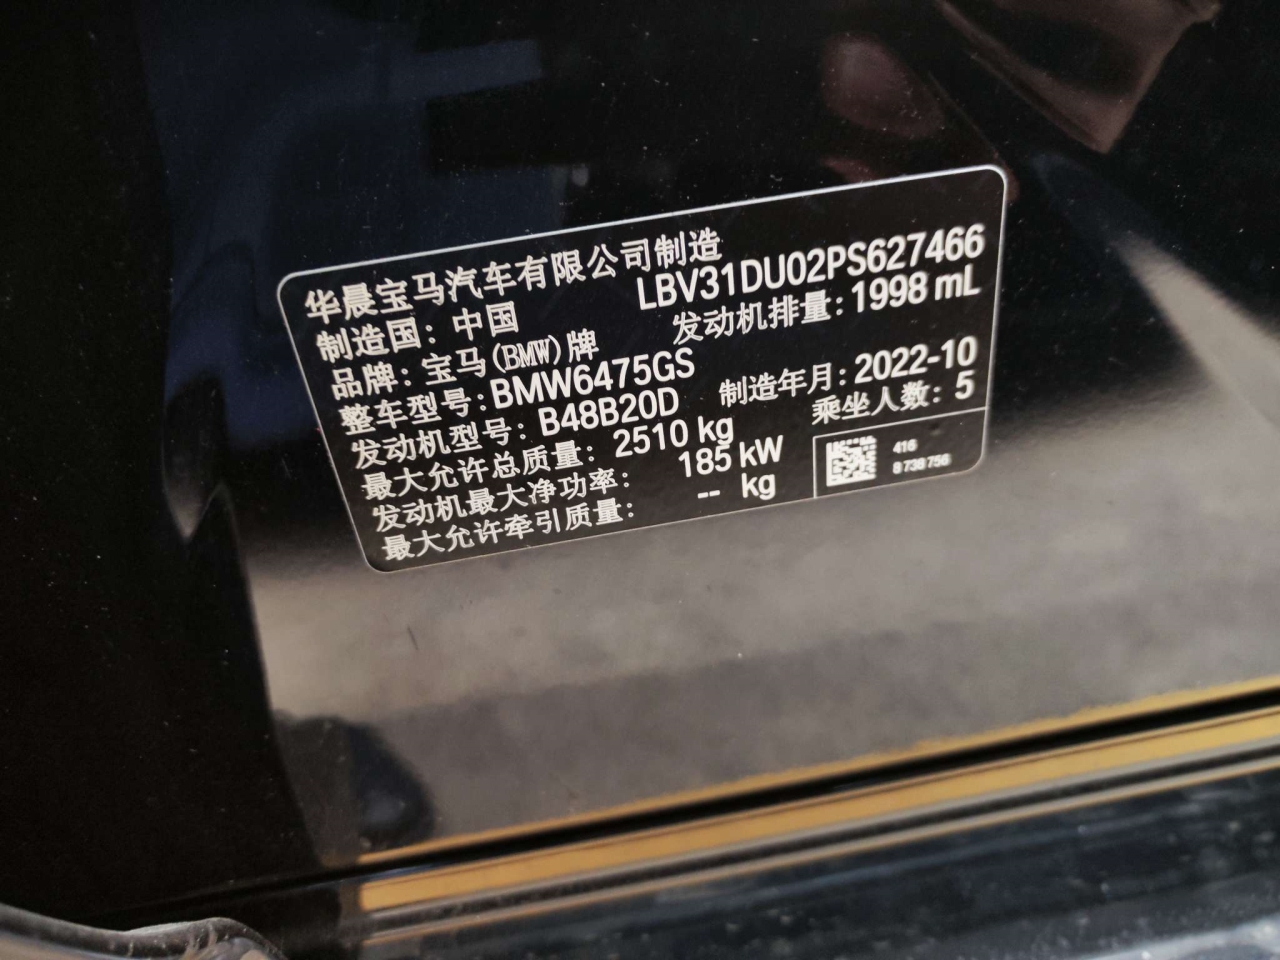 华晨宝马汽车有限公司制造
制造国: 中国 LBV31DU02PS627466
品牌: 宝马(BMW)牌 发动机排量: 1998 mL
整车型号: BMW6475GS
发动机型号: B48B20D 制造年月: 2022-10
最大允许总质量: 2510 kg 乘坐人数: 5
发动机最大净功率: 185 kW
最大允许牵引质量: -- kg
416
8 738 756